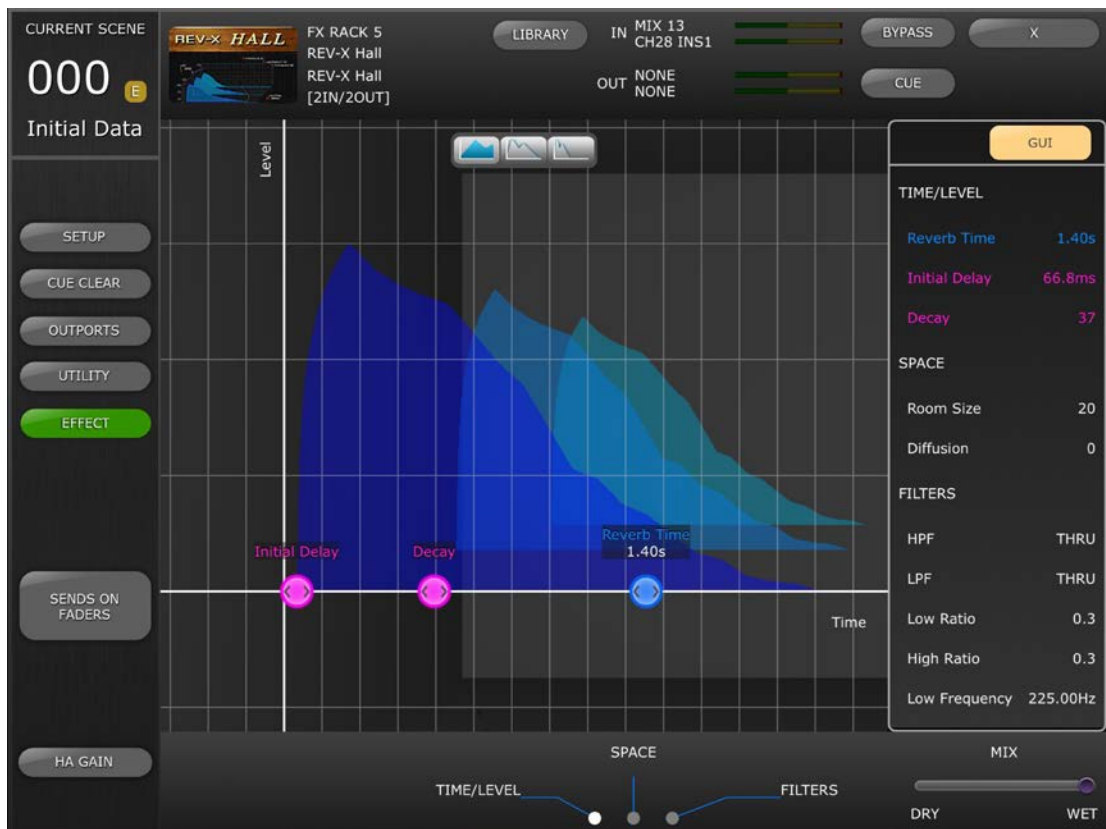 CURRENT SCENE
000 E
Initial Data
SETUP
CUE CLEAR
OUTPORTS
UTILITY
EFFECT
SENDS ON
FADERS
HA GAIN
REV-X HALL
FX RACK 5
REV-X Hall
REV-X Hall
[2IN/2OUT]
LIBRARY
IN MIX 13
CH28 INS1
OUT NONE
NONE
BYPASS
X
CUE
Level
Initial Delay
Decay
Reverb Time
1.40s
Time
GUI
TIME/LEVEL
Reverb Time 1.40s
Initial Delay 66.8ms
Decay 37
SPACE
Room Size 20
Diffusion 0
FILTERS
HPF THRU
LPF THRU
Low Ratio 0.3
High Ratio 0.3
Low Frequency 225.00Hz
SPACE
TIME/LEVEL
FILTERS
MIX
DRY WET